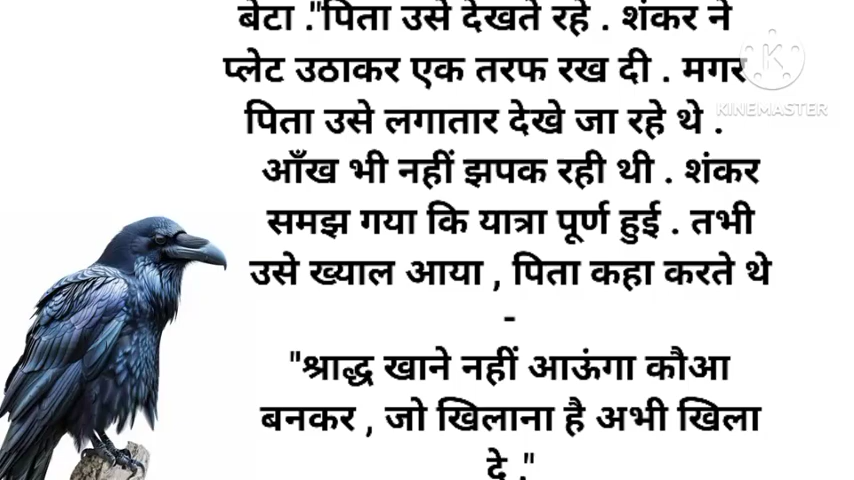 बेटा ."पिता उसे देखते रहे . शंकर ने
प्लेट उठाकर एक तरफ रख दी . मगर
पिता उसे लगातार देखे जा रहे थे .
आँख भी नहीं झपक रही थी . शंकर
समझ गया कि यात्रा पूर्ण हुई . तभी
उसे ख्याल आया , पिता कहा करते थे
-
"श्राद्ध खाने नहीं आऊंगा कौआ
बनकर , जो खिलाना है अभी खिला
दे ."
K
KINEMASTER